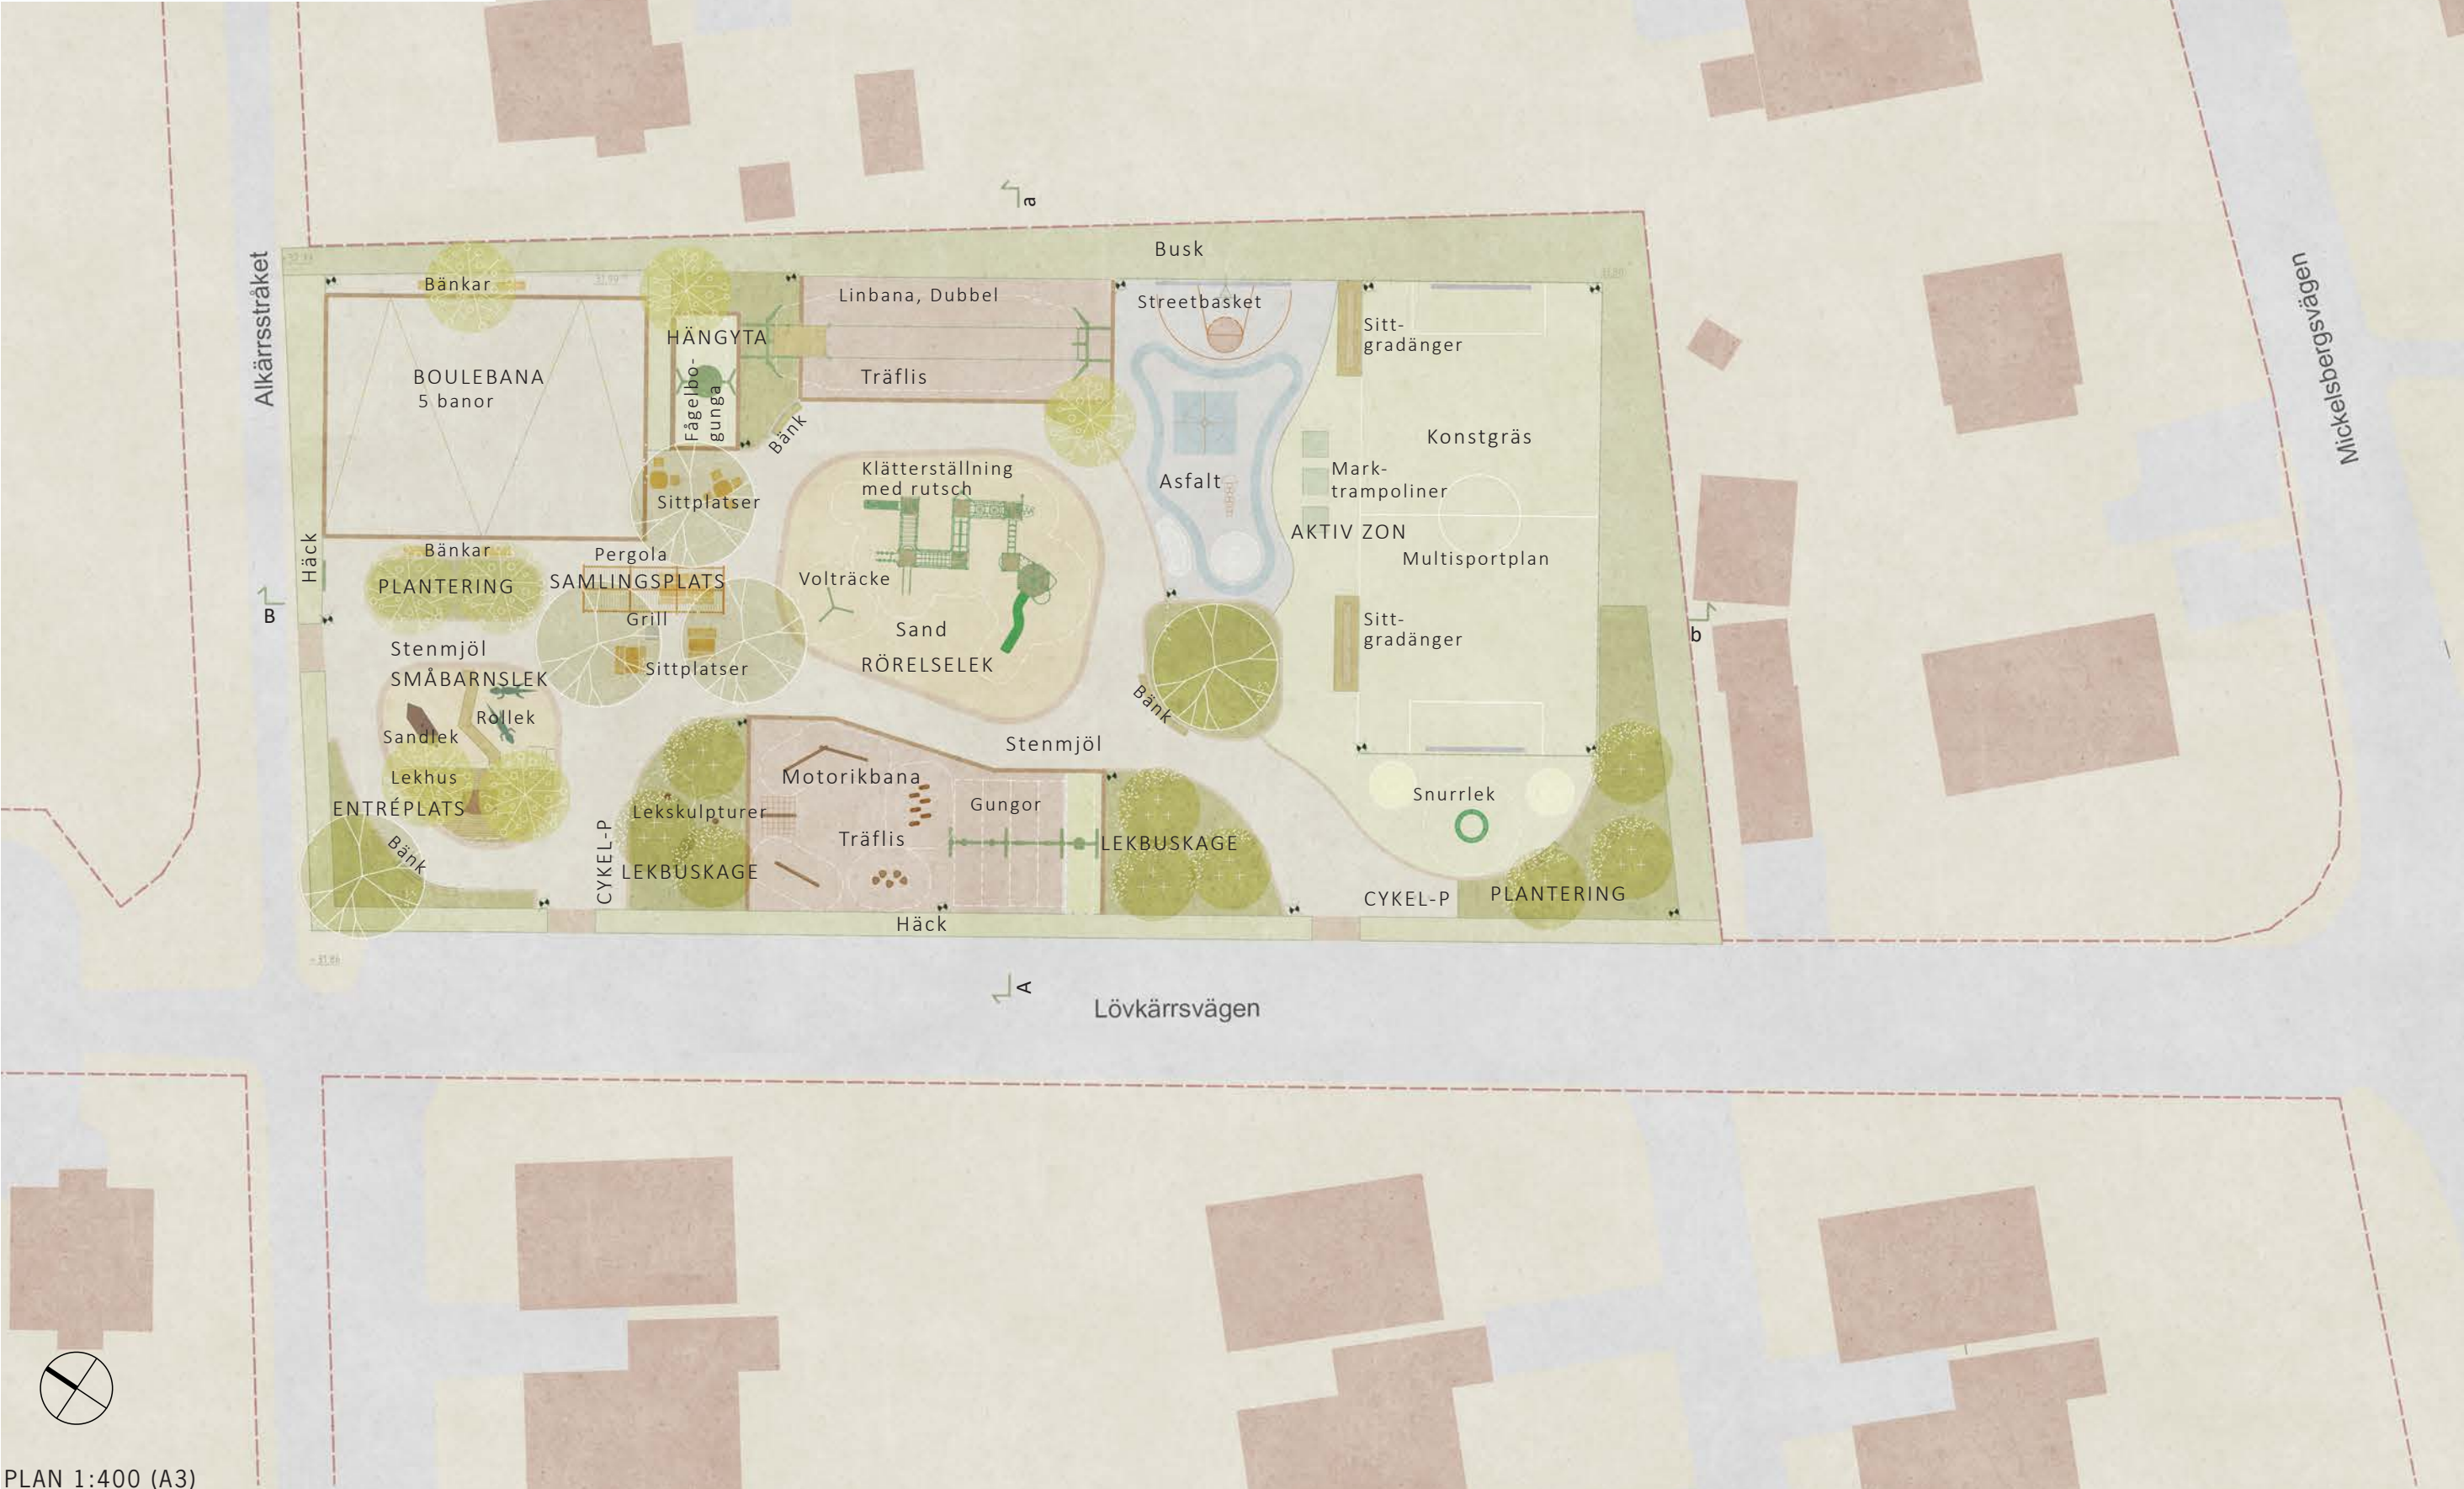 a
Busk
Alkärrsstråket
Mickelsbergsvägen
Bänkar
31.99
Linbana, Dubbel
Streetbasket
HÄNGYTA
Sitt-
gradänger
BOULEBANA
5 banor
Träflis
Fågelbo-
gunga
Bänk
Konstgräs
Klätterställning
med rutsch
Mark-
trampoliner
Asfalt
Sittplatser
AKTIV ZON
Häck
Bänkar
Pergola
Multisportplan
PLANTERING
SAMLINGSPLATS
Volträcke
B
Grill
Sand
Sitt-
gradänger
b
Stenmjöl
SMÅBARNSLEK
Sittplatser
RÖRELSELEK
Bänk
Rollek
Sandlek
Stenmjöl
Lekhus
Motorikbana
Snurrlek
ENTRÉPLATS
Lekskulpturer
Gungor
Träflis
LEKBUSKAGE
Bänk
CYKEL-P
LEKBUSKAGE
CYKEL-P
PLANTERING
Häck
A
Lövkärrsvägen
PLAN 1:400 (A3)